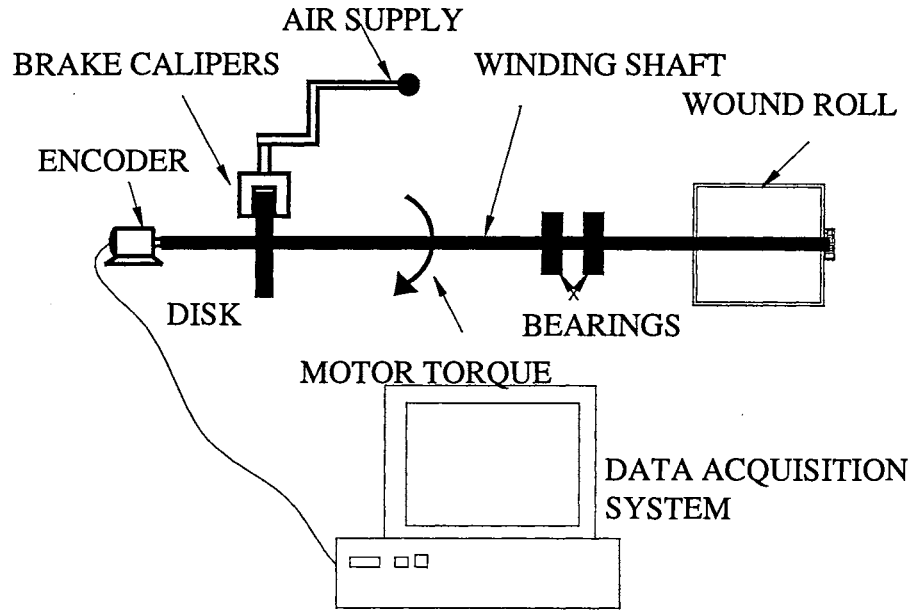 AIR SUPPLY
BRAKE CALIPERS
WINDING SHAFT
WOUND ROLL
ENCODER
DISK
BEARINGS
MOTOR TORQUE
DATA ACQUISITION
SYSTEM